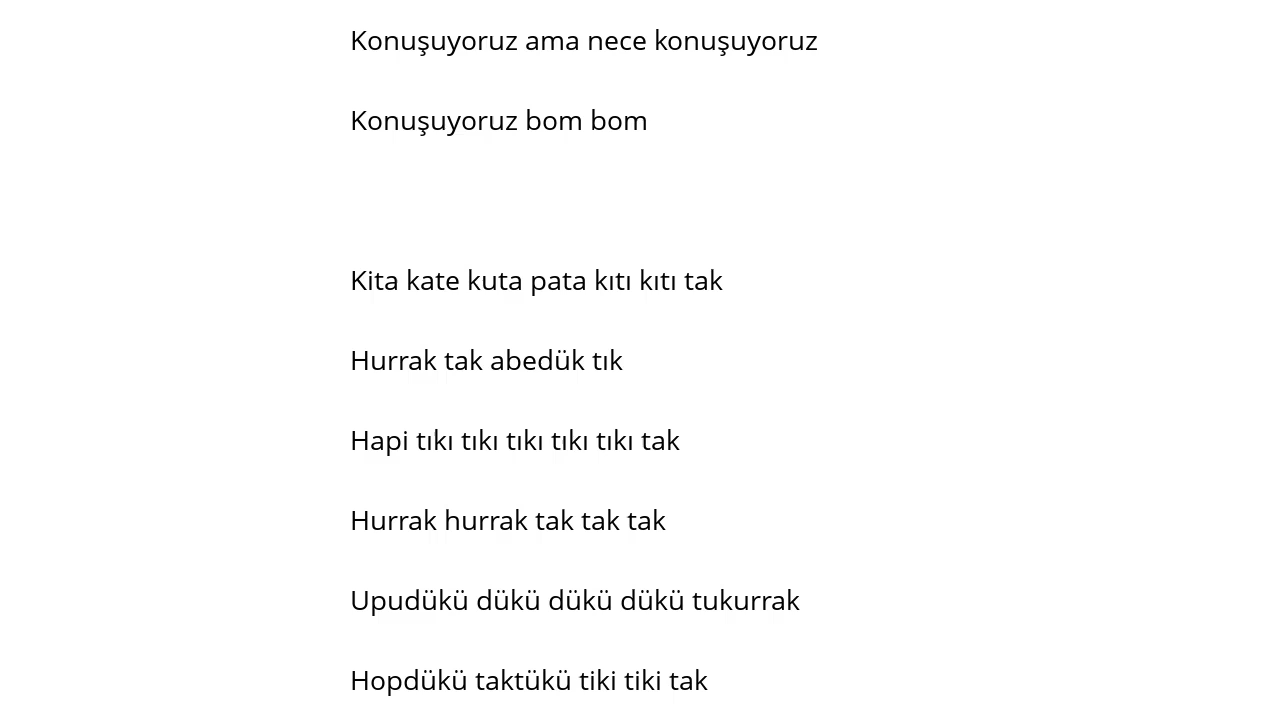 Konuşuyoruz ama nece konuşuyoruz
Konuşuyoruz bom bom
Kita kate kuta pata kıtı kıtı tak
Hurrak tak abedük tık
Hapi tıkı tıkı tıkı tıkı tıkı tak
Hurrak hurrak tak tak tak
Upudükü dükü dükü dükü tukurrak
Hopdükü taktükü tiki tiki tak